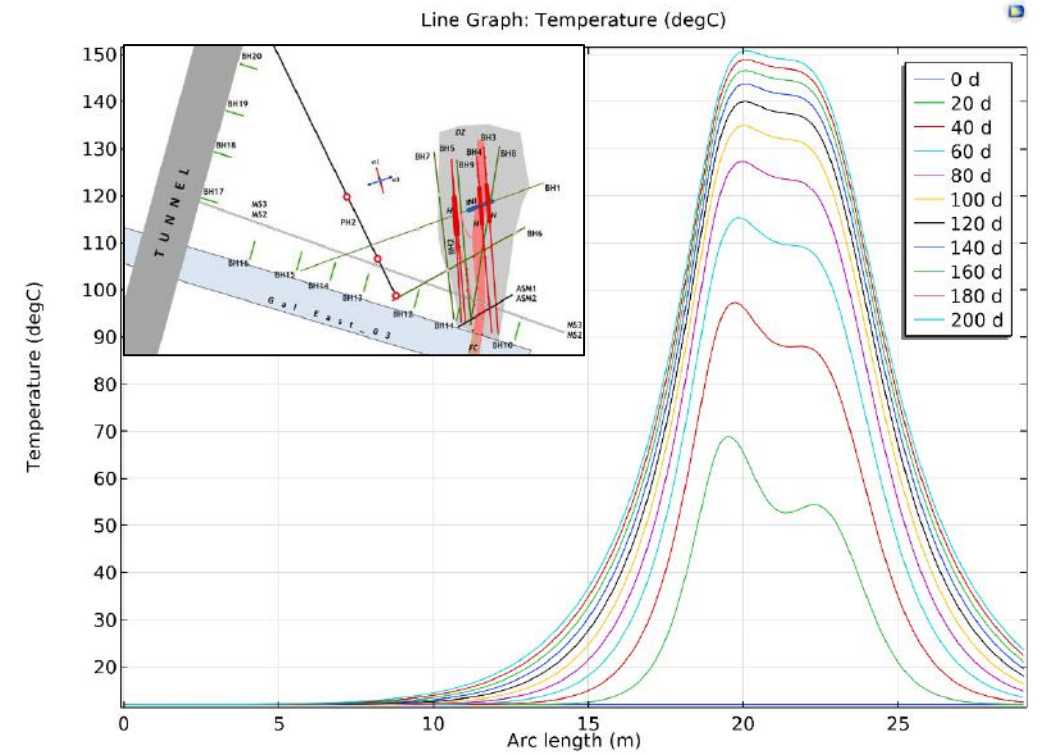 Line Graph: Temperature (degC)
Temperature (degC)
150
140
130
120
110
100
90
80
70
60
50
40
30
20
0
5
10
15
20
25
Arc length (m)
0 d
20 d
40 d
60 d
80 d
100 d
120 d
140 d
160 d
180 d
200 d
BH20
BH19
BH18
BH17
TUNNEL
MS3
MS2
PH2
BH16
BH15
BH14
BH13
BH12
BH11
BH10
Gal East_G3
DZ
BH3
BH7
BH5
BH4
BH8
BH9
BH1
BH6
BH2
ASM1
ASM2
MS3
MS2
FC